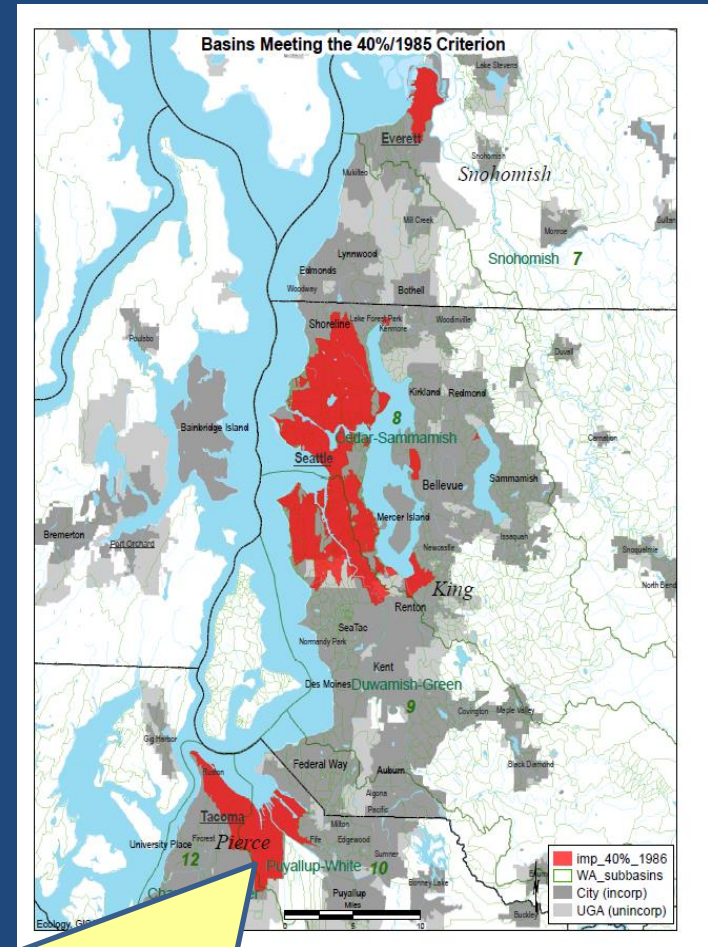 Basins Meeting the 40%/1985 Criterion
Lake Stevens
Everett
Snohomish
Snohomish
Mukilteo
Mill Creek
Monroe
Sultan
Lynnwood
Snohomish 7
Edmonds
Woodway
Bothell
Shoreline
Lake Forest Park
Kenmore
Woodinville
Poulsbo
Duvall
Kirkland
Redmond
Bainbridge Island
8
Cedar-Sammamish
Carnation
Seattle
Bellevue
Sammamish
Mercer Island
Bremerton
Port Orchard
Newcastle
Issaquah
Snoqualmie
North Bend
King
Renton
SeaTac
Normandy Park
Kent
Des Moines
Duwamish-Green
9
Covington
Maple Valley
Gig Harbor
Federal Way
Auburn
Black Diamond
Ruston
Algona
Pacific
Tacoma
Milton
Fife
Edgewood
University Place
Fircrest
Pierce
12
Sumner
Puyallup-White 10
Bonney Lake
Puyallup
Miles
0 5 10
Buckley
imp_40%_1986
WA_subbasins
City (incorp)
UGA (unincorp)